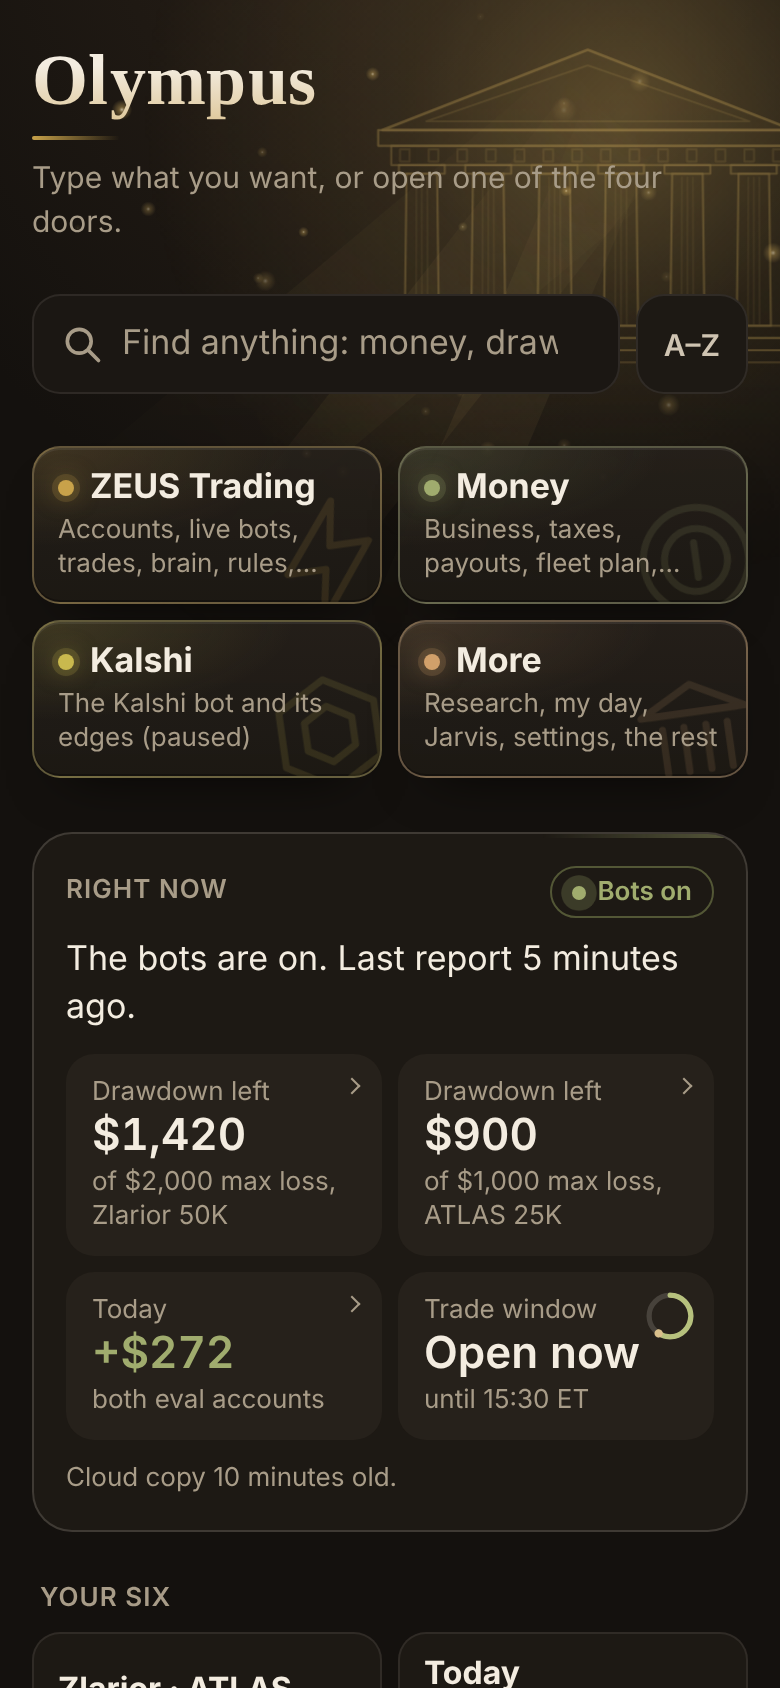 Olympus
Type what you want, or open one of the four
doors.
Find anything: money, draw
A–Z
ZEUS Trading
Accounts, live bots,
trades, brain, rules,...
Money
Business, taxes,
payouts, fleet plan,...
Kalshi
The Kalshi bot and its
edges (paused)
More
Research, my day,
Jarvis, settings, the rest
RIGHT NOW
Bots on
The bots are on. Last report 5 minutes
ago.
Drawdown left
$1,420
of $2,000 max loss,
Zlarior 50K
Drawdown left
$900
of $1,000 max loss,
ATLAS 25K
Today
+$272
both eval accounts
Trade window
Open now
until 15:30 ET
Cloud copy 10 minutes old.
YOUR SIX
Zlarior · ATLAS
Today